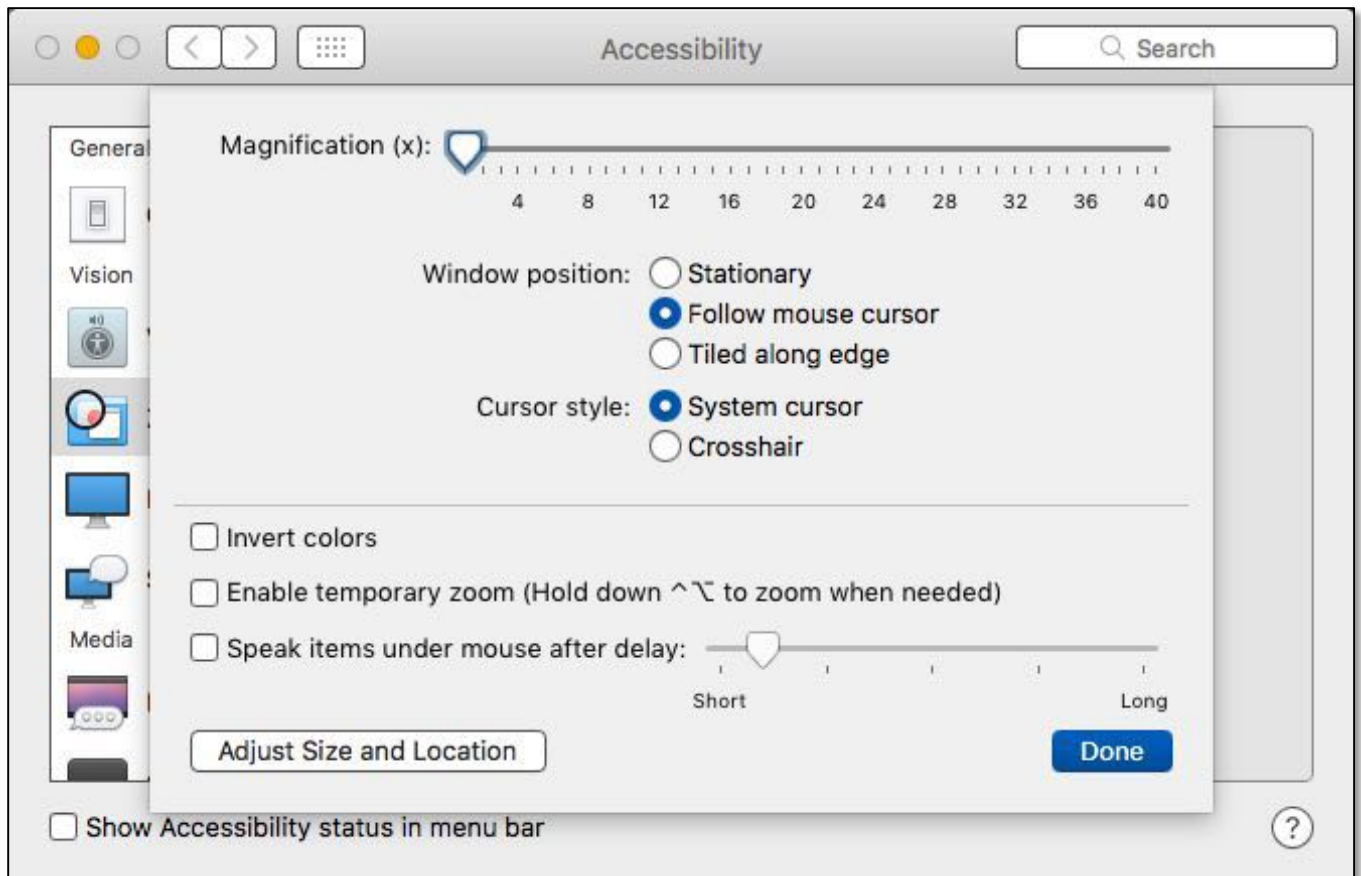 Accessibility
Search
General
Magnification (x):
4 8 12 16 20 24 28 32 36 40
Vision
Window position: Stationary
Follow mouse cursor
Tiled along edge
Cursor style: System cursor
Crosshair
Invert colors
Enable temporary zoom (Hold down ^⌥ to zoom when needed)
Media
Speak items under mouse after delay:
Short Long
Adjust Size and Location
Done
Show Accessibility status in menu bar
?